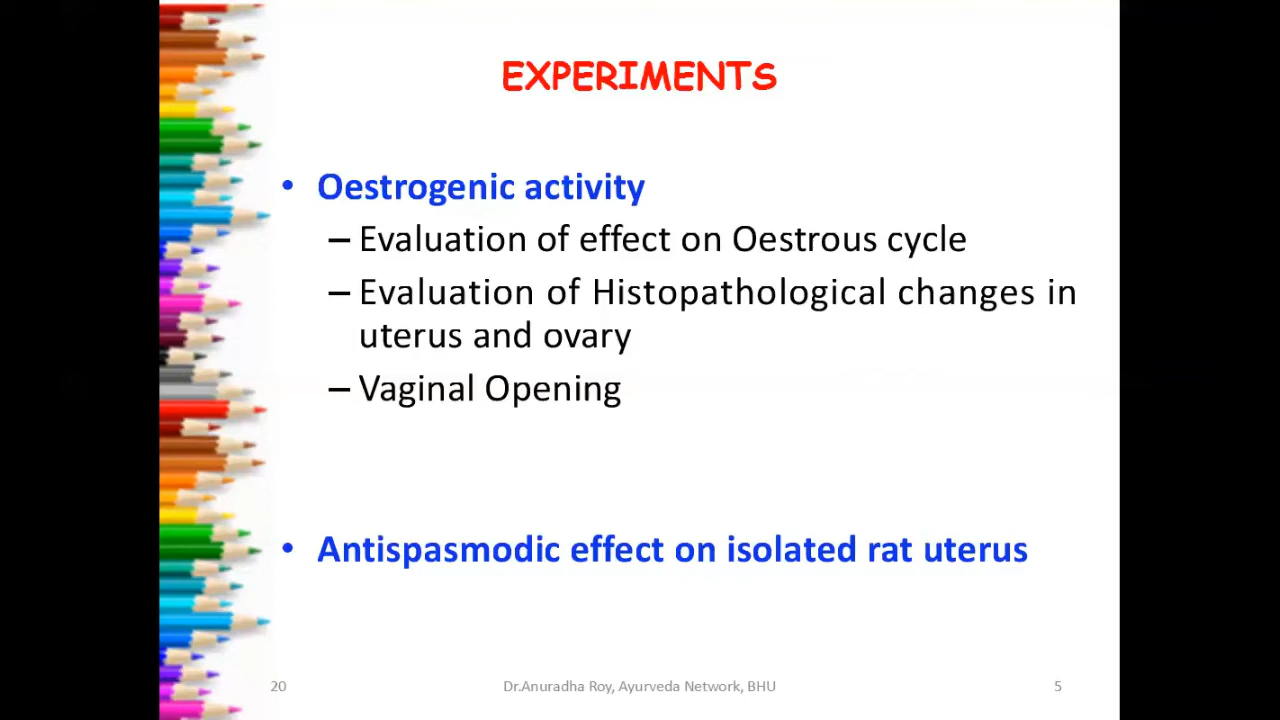 EXPERIMENTS
• Oestrogenic activity
– Evaluation of effect on Oestrous cycle
– Evaluation of Histopathological changes in
uterus and ovary
– Vaginal Opening
• Antispasmodic effect on isolated rat uterus
20 Dr.Anuradha Roy, Ayurveda Network, BHU 5